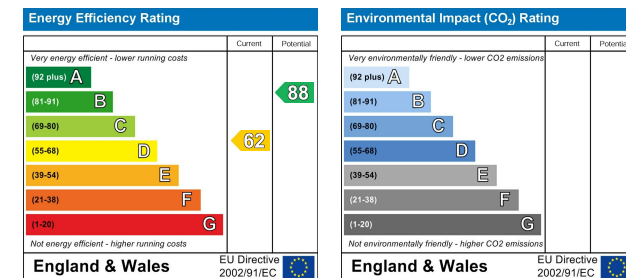 Energy Efficiency Rating
Current Potential
Very energy efficient - lower running costs
(92 plus) A
(81-91) B
88
(69-80) C
62
(55-68) D
(39-54) E
(21-38) F
(1-20) G
Not energy efficient - higher running costs
England & Wales
EU Directive
2002/91/EC
Environmental Impact (CO₂) Rating
Current Potential
Very environmentally friendly - lower CO2 emissions
(92 plus) A
(81-91) B
(69-80) C
(55-68) D
(39-54) E
(21-38) F
(1-20) G
Not environmentally friendly - higher CO2 emissions
England & Wales
EU Directive
2002/91/EC